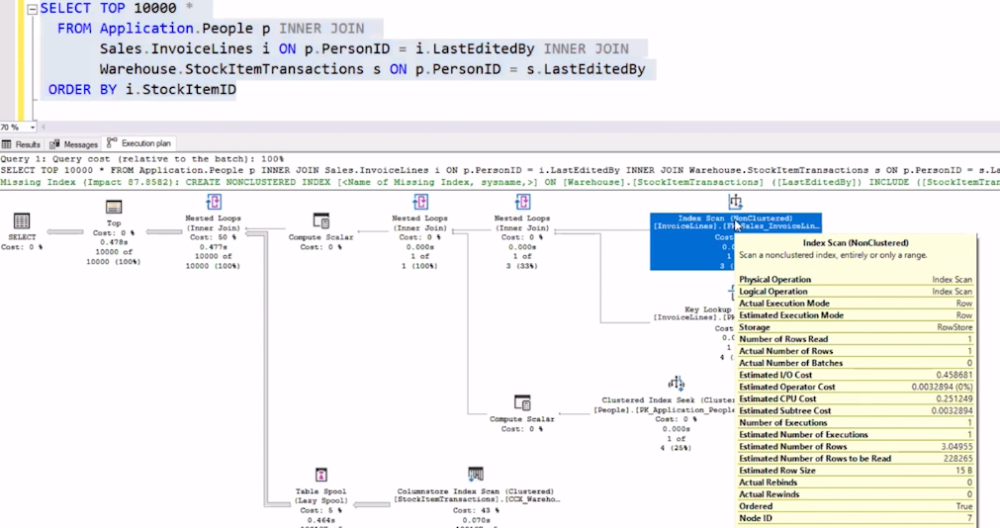 SELECT TOP 10000 *
FROM Application.People p INNER JOIN
Sales.InvoiceLines i ON p.PersonID = i.LastEditedBy INNER JOIN
Warehouse.StockItemTransactions s ON p.PersonID = s.LastEditedBy
ORDER BY i.StockItemID
70 %
Results Messages Execution plan
Query 1: Query cost (relative to the batch): 100%
SELECT TOP 10000 * FROM Application.People p INNER JOIN Sales.InvoiceLines i ON p.PersonID = i.LastEditedBy INNER JOIN Warehouse.StockItemTransactions s ON p.PersonID = s.La
Missing Index (Impact 87.8582): CREATE NONCLUSTERED INDEX [<Name of Missing Index, sysname,>] ON [Warehouse].[StockItemTransactions] ([LastEditedBy]) INCLUDE ([StockItemTran
SELECT
Cost: 0 %
Top
Cost: 0 %
0.478s
10000 of
10000 (100%)
Nested Loops
(Inner Join)
Cost: 50 %
0.477s
10000 of
10000 (100%)
Compute Scalar
Cost: 0 %
Nested Loops
(Inner Join)
Cost: 0 %
0.000s
1 of
1 (100%)
Nested Loops
(Inner Join)
Cost: 0 %
0.000s
1 of
3 (33%)
Index Scan (NonClustered)
[InvoiceLines].[FK_Sales_InvoiceLin…
Cost
0.0
1
3 (
Key Lookup
[InvoiceLines].[PK
Cost
0.0
1
4 (
Clustered Index Seek (Cluster
[People].[PK_Application_People
Cost: 0 %
0.000s
1 of
4 (25%)
Compute Scalar
Cost: 0 %
Table Spool
(Lazy Spool)
Cost: 5 %
0.464s
Columnstore Index Scan (Clustered)
[StockItemTransactions].[CCX_Wareho…
Cost: 43 %
0.070s
Index Scan (NonClustered)
Scan a nonclustered index, entirely or only a range.
Physical Operation Index Scan
Logical Operation Index Scan
Actual Execution Mode Row
Estimated Execution Mode Row
Storage RowStore
Number of Rows Read 1
Actual Number of Rows 1
Actual Number of Batches 0
Estimated I/O Cost 0.458681
Estimated Operator Cost 0.0032894 (0%)
Estimated CPU Cost 0.251249
Estimated Subtree Cost 0.0032894
Number of Executions 1
Estimated Number of Executions 1
Estimated Number of Rows 3.04955
Estimated Number of Rows to be Read 228265
Estimated Row Size 15 B
Actual Rebinds 0
Actual Rewinds 0
Ordered True
Node ID 7